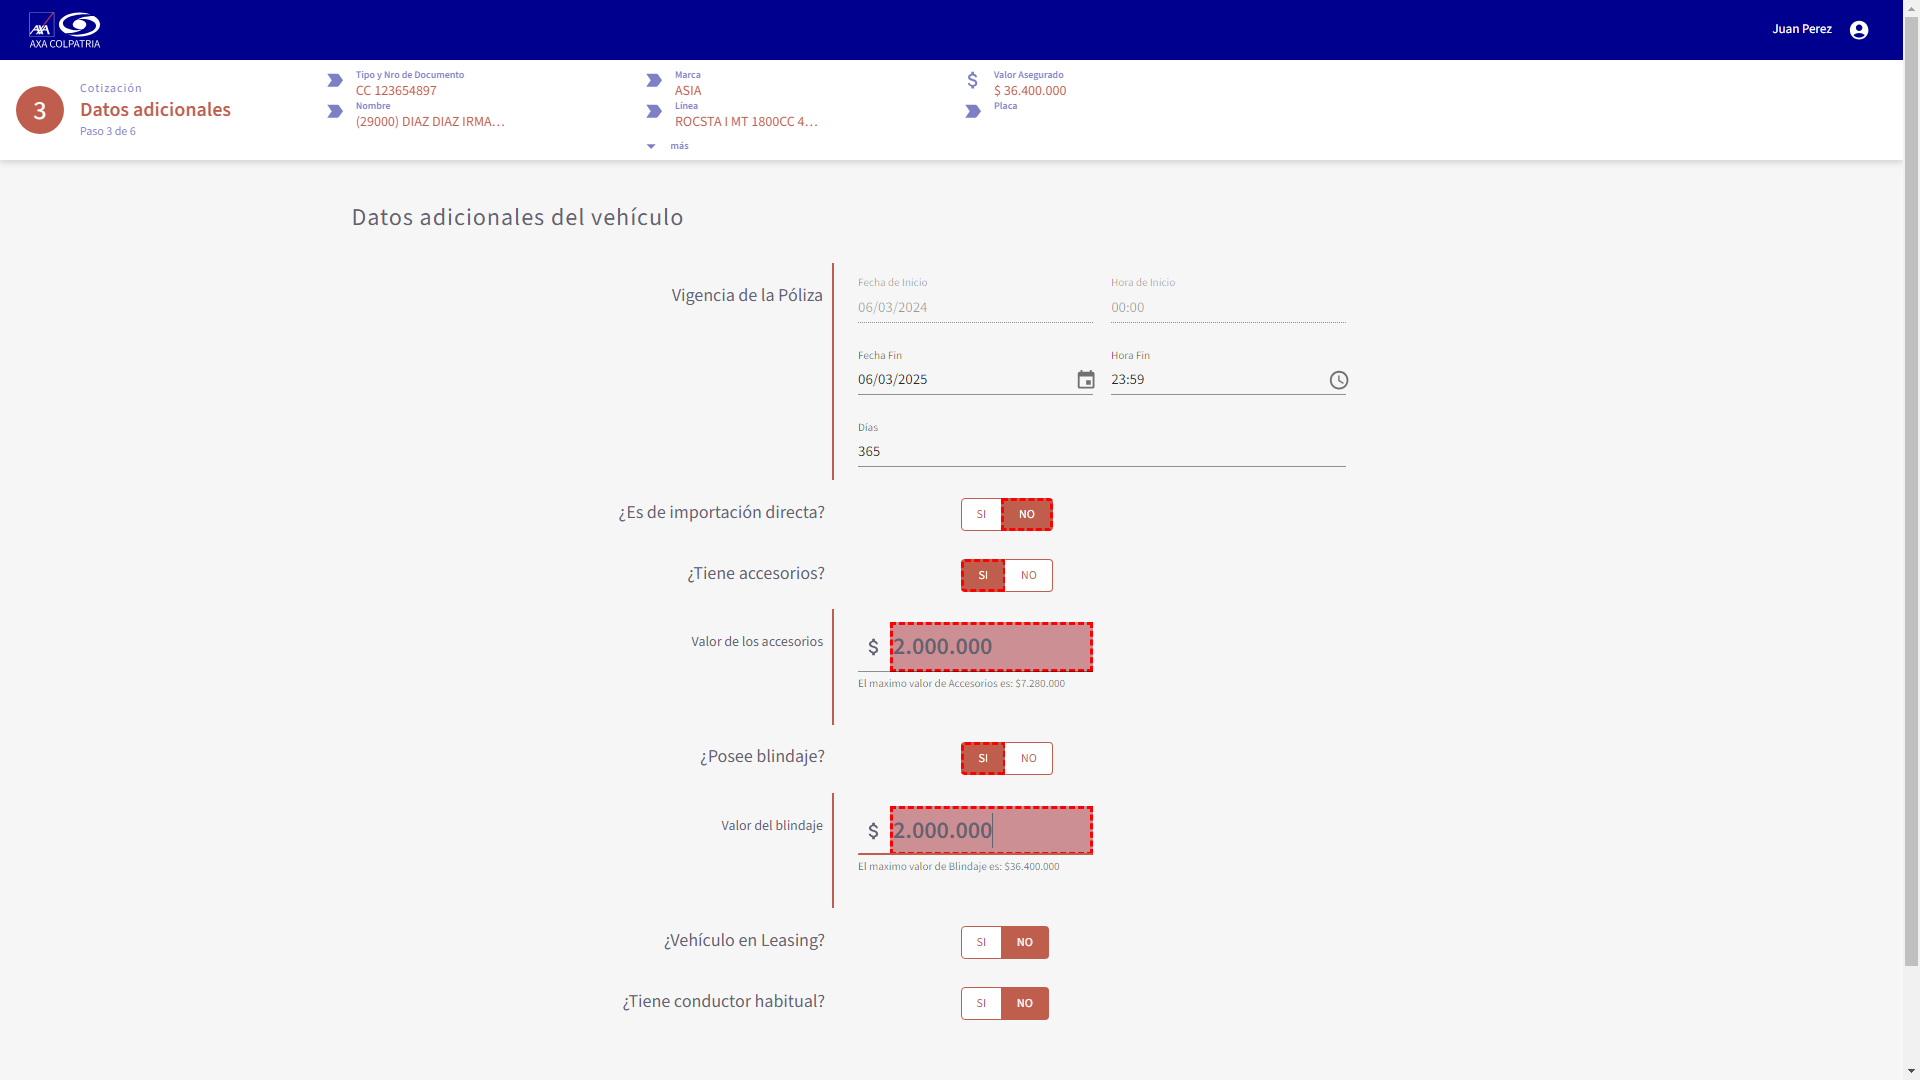 AXA
AXA COLPATRIA
Juan Perez
3
Cotización
Datos adicionales
Paso 3 de 6
Tipo y Nro de Documento
CC 123654897
Nombre
(29000) DIAZ DIAZ IRMA...
Marca
ASIA
Línea
ROCSTA I MT 1800CC 4...
más
$
Valor Asegurado
$ 36.400.000
Placa
Datos adicionales del vehículo
Vigencia de la Póliza
Fecha de Inicio
06/03/2024
Hora de Inicio
00:00
Fecha Fin
06/03/2025
Hora Fin
23:59
Días
365
¿Es de importación directa?
SI NO
¿Tiene accesorios?
SI NO
Valor de los accesorios
$ 2.000.000
El maximo valor de Accesorios es: $7.280.000
¿Posee blindaje?
SI NO
Valor del blindaje
$ 2.000.000
El maximo valor de Blindaje es: $36.400.000
¿Vehículo en Leasing?
SI NO
¿Tiene conductor habitual?
SI NO